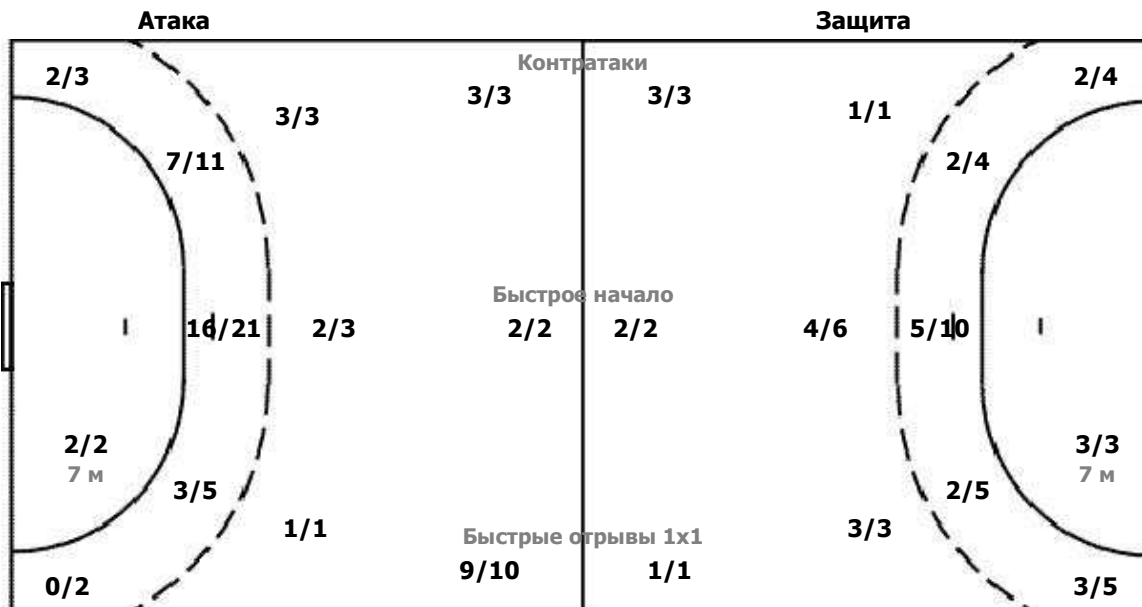 Атака Защита
Контратаки
2/3 3/3 3/3 3/3 1/1 2/4
7/11 2/4
Быстрое начало
16/21 2/3 2/2 2/2 4/6 5/10
2/2 3/3
7 м 7 м
3/5 2/5
1/1 Быстрые отрывы 1x1 3/3
0/2 9/10 1/1 3/5